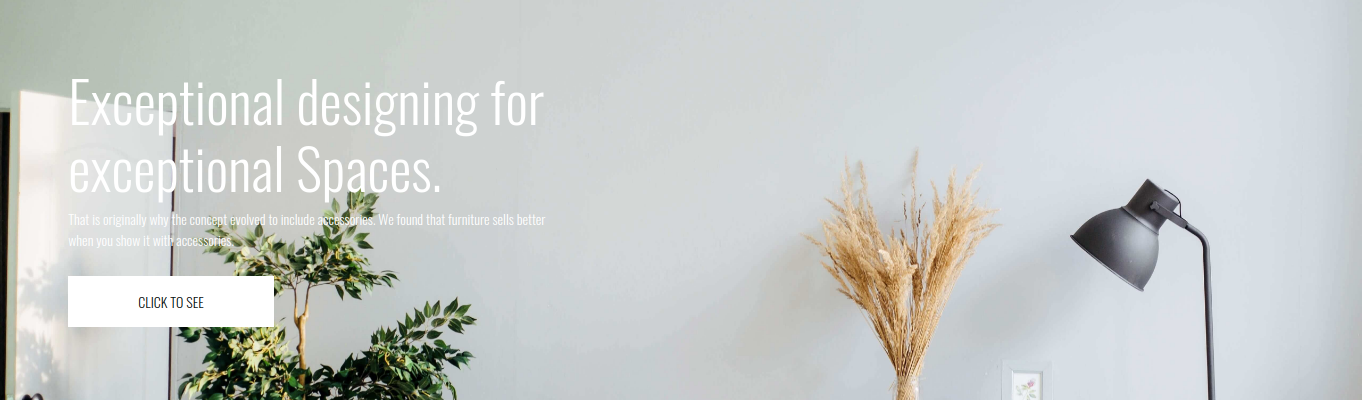 Exceptional designing for
exceptional Spaces.
That is originally why the concept evolved to include accessories. We found that furniture sells better
when you show it with accessories.
CLICK TO SEE